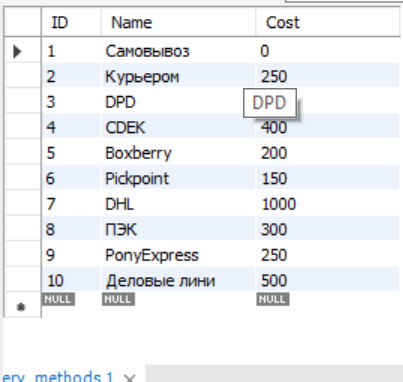 ID Name Cost
1 Самовывоз 0
2 Курьером 250
3 DPD DPD
4 CDEK 400
5 Boxberry 200
6 Pickpoint 150
7 DHL 1000
8 ПЭК 300
9 PonyExpress 250
10 Деловые лини 500
NULL NULL NULL
ery_methods 1